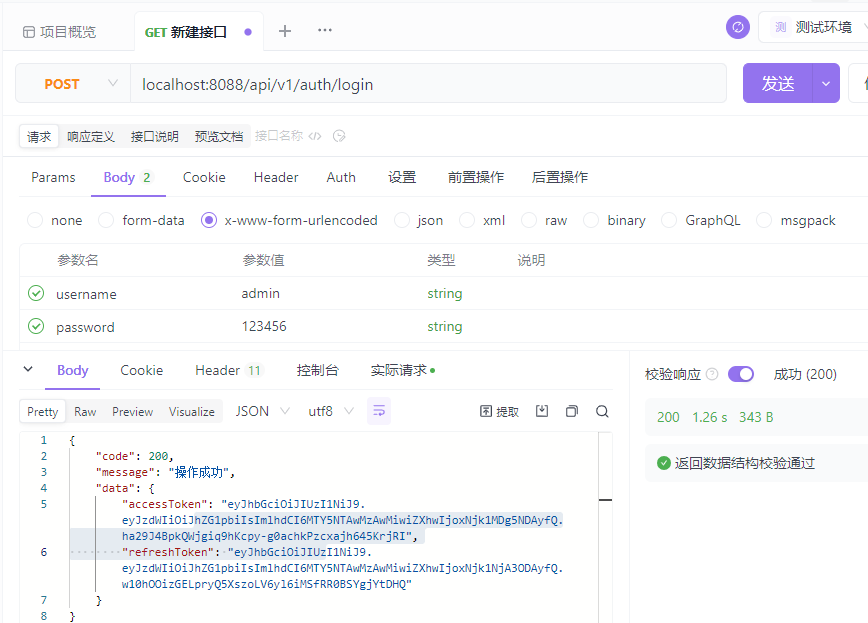 项目概览
GET 新建接口
测 测试环境
POST localhost:8088/api/v1/auth/login 发送
请求 响应定义 接口说明 预览文档 接口名称
Params Body 2 Cookie Header Auth 设置 前置操作 后置操作
none form-data x-www-form-urlencoded json xml raw binary GraphQL msgpack
参数名 参数值 类型 说明
username admin string
password 123456 string
Body Cookie Header 11 控制台 实际请求
校验响应 成功 (200)
Pretty Raw Preview Visualize JSON utf8 提取
200 1.26 s 343 B
返回数据结构校验通过
1 {
2 "code": 200,
3 "message": "操作成功",
4 "data": {
5 "accessToken": "eyJhbGciOiJIUzI1NiJ9.
eyJzdWIiOiJhZG1pbiIsImlhdCI6MTY5NTAwMzAwMiwiZXhwIjoxNjk1MDg5NDAyfQ.
ha29J4BpkQWjgiq9hKcpy-g0achkPzcxajh645KrjRI",
6 "refreshToken": "eyJhbGciOiJIUzI1NiJ9.
eyJzdWIiOiJhZG1pbiIsImlhdCI6MTY5NTAwMzAwMiwiZXhwIjoxNjk1NjA3ODAyfQ.
w10hOOizGELpryQ5XszoLV6yl6iMSfRR0BSYgjYtDHQ"
7 }
8 }